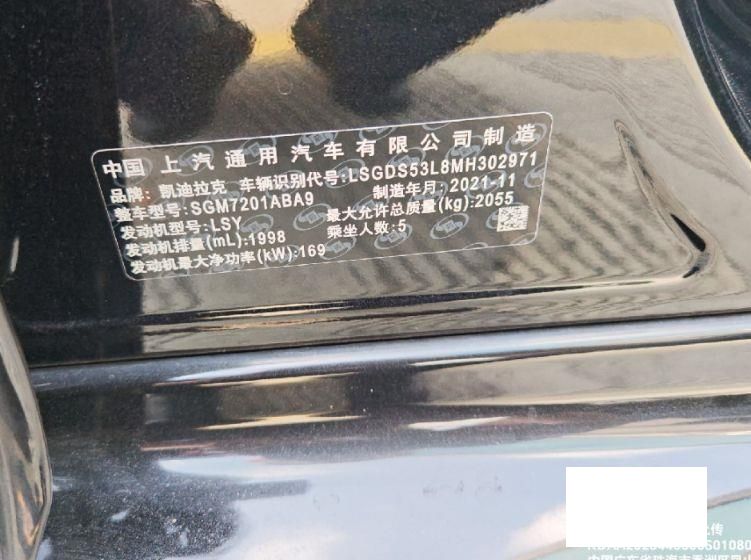 中国 上汽通用汽车有限公司制造
品牌: 凯迪拉克 车辆识别代号:LSGDS53L8MH302971
整车型号:SGM7201ABA9 制造年月:2021-11
发动机型号:LSY 最大允许总质量(kg):2055
发动机排量(mL):1998 乘坐人数:5
发动机最大净功率(kW):169
上传